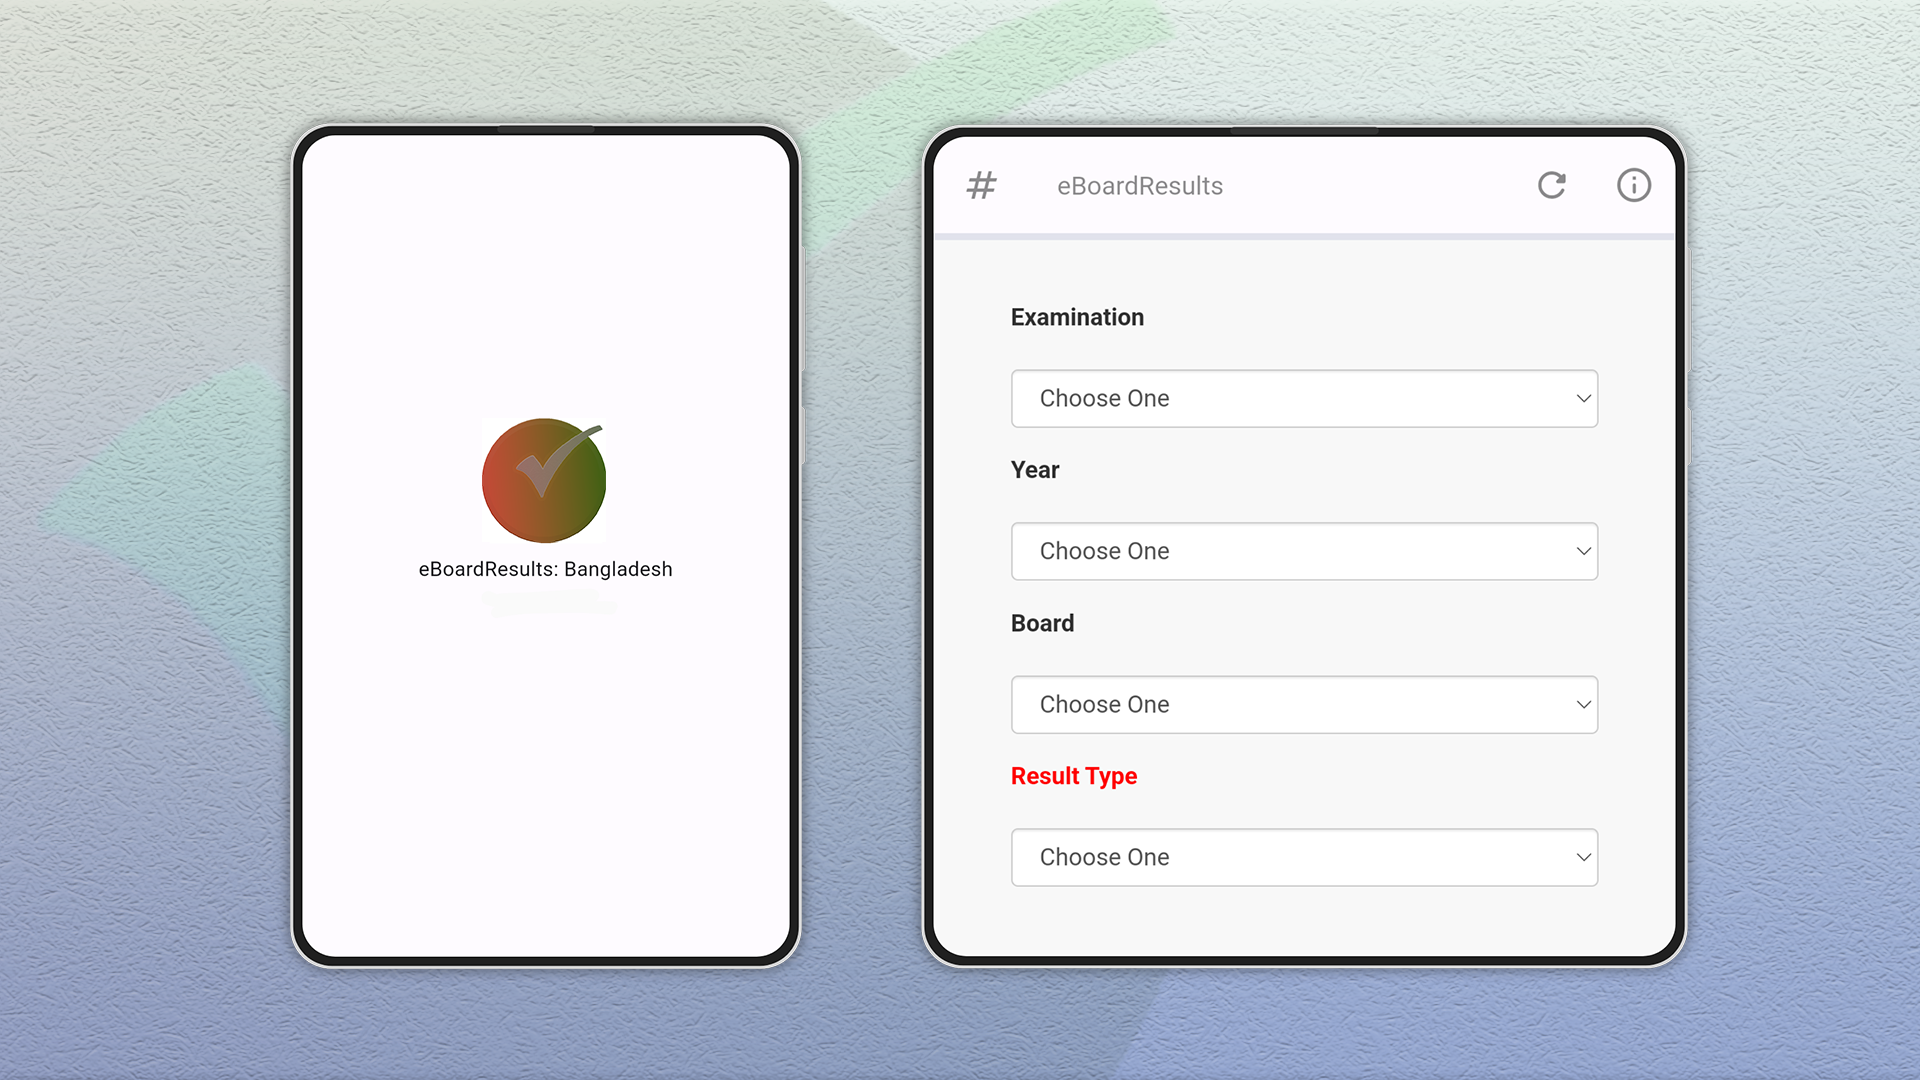 eBoardResults: Bangladesh
# eBoardResults
Examination
Choose One
Year
Choose One
Board
Choose One
Result Type
Choose One